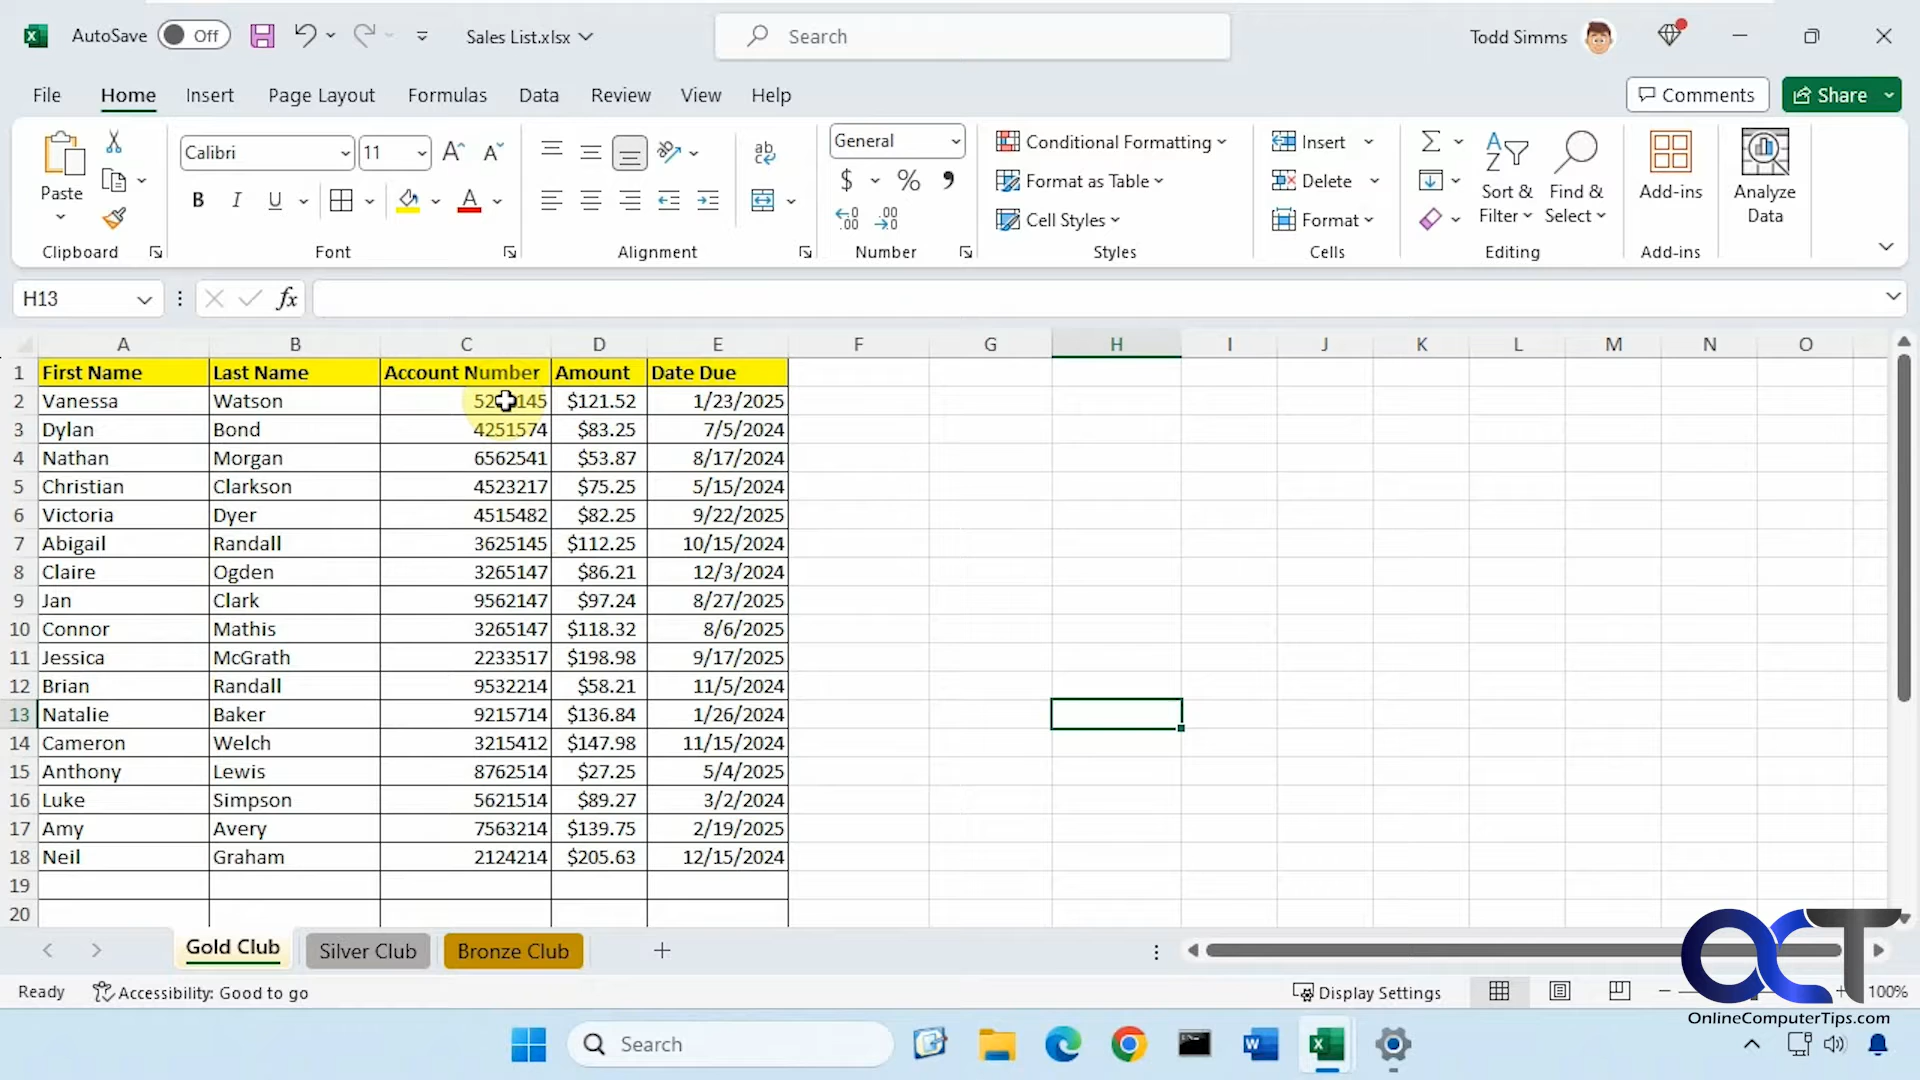 AutoSave Off Sales List.xlsx Search Todd Simms
File Home Insert Page Layout Formulas Data Review View Help Comments Share
Paste Calibri 11 General Conditional Formatting Insert Sort & Filter Find & Select Add-ins Analyze Data
B I U Format as Table Delete
Cell Styles Format
Clipboard Font Alignment Number Styles Cells Editing Add-ins
H13 fx
A B C D E F G H I J K L M N O
1 First Name Last Name Account Number Amount Date Due
2 Vanessa Watson $121.52 1/23/2025
3 Dylan Bond 4251574 $83.25 7/5/2024
4 Nathan Morgan 6562541 $53.87 8/17/2024
5 Christian Clarkson 4523217 $75.25 5/15/2024
6 Victoria Dyer 4515482 $82.25 9/22/2025
7 Abigail Randall 3625145 $112.25 10/15/2024
8 Claire Ogden 3265147 $86.21 12/3/2024
9 Jan Clark 9562147 $97.24 8/27/2025
10 Connor Mathis 3265147 $118.32 8/6/2025
11 Jessica McGrath 2233517 $198.98 9/17/2025
12 Brian Randall 9532214 $58.21 11/5/2024
13 Natalie Baker 9215714 $136.84 1/26/2024
14 Cameron Welch 3215412 $147.98 11/15/2024
15 Anthony Lewis 8762514 $27.25 5/4/2025
16 Luke Simpson 5621514 $89.27 3/2/2024
17 Amy Avery 7563214 $139.75 2/19/2025
18 Neil Graham 2124214 $205.63 12/15/2024
19
20
Gold Club Silver Club Bronze Club
Ready Accessibility: Good to go Display Settings 100%
OCT
OnlineComputerTips.com
Search